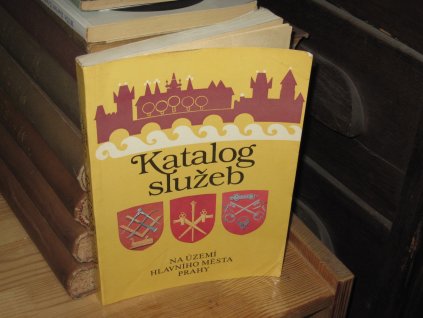 Katalog
služeb
NA ÚZEMÍ
HLAVNÍHO MĚSTA
PRAHY